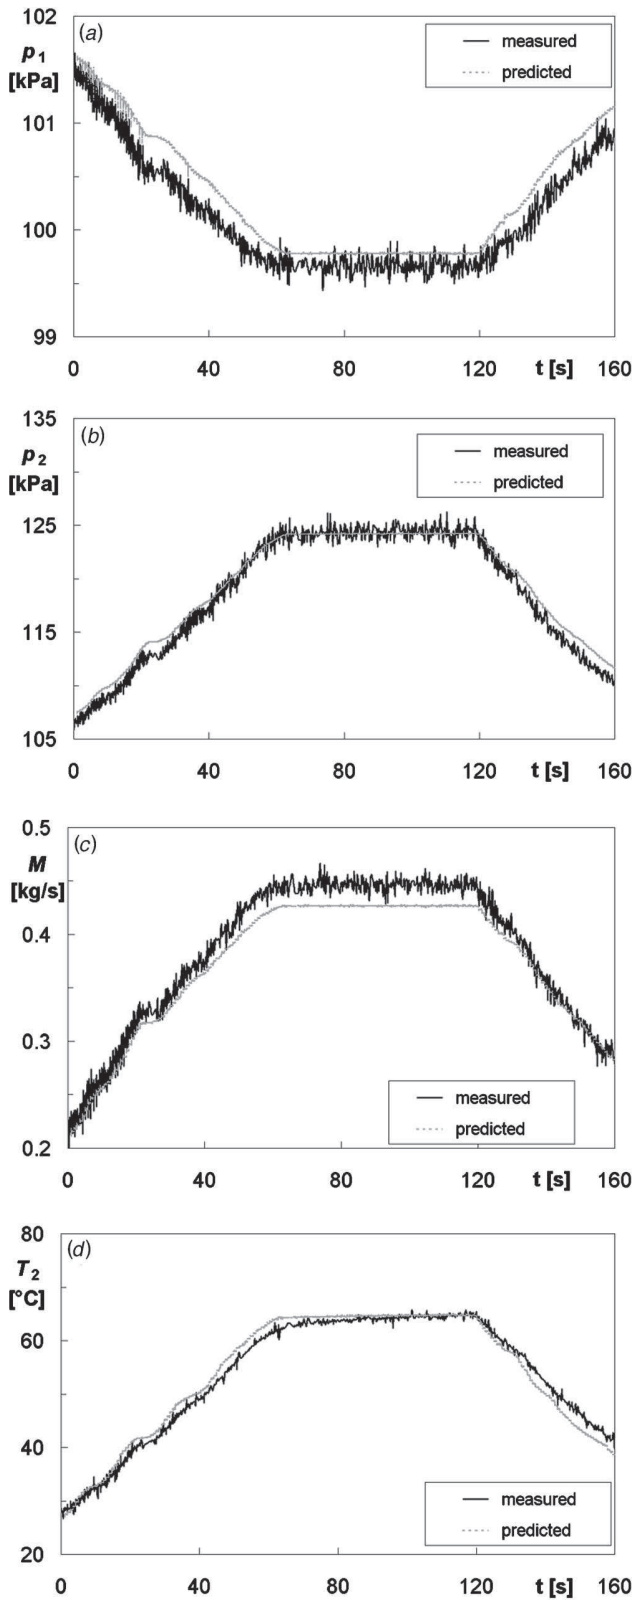 102
(a)
p1
[kPa]
measured
predicted
101
100
99
0 40 80 120 160
t [s]
135
(b)
p2
[kPa]
measured
predicted
125
115
105
0 40 80 120 160
t [s]
0.5
(c)
M
[kg/s]
0.4
0.3
measured
predicted
0.2
0 40 80 120 160
t [s]
80
(d)
T2
[°C]
60
40
measured
predicted
20
0 40 80 120 160
t [s]